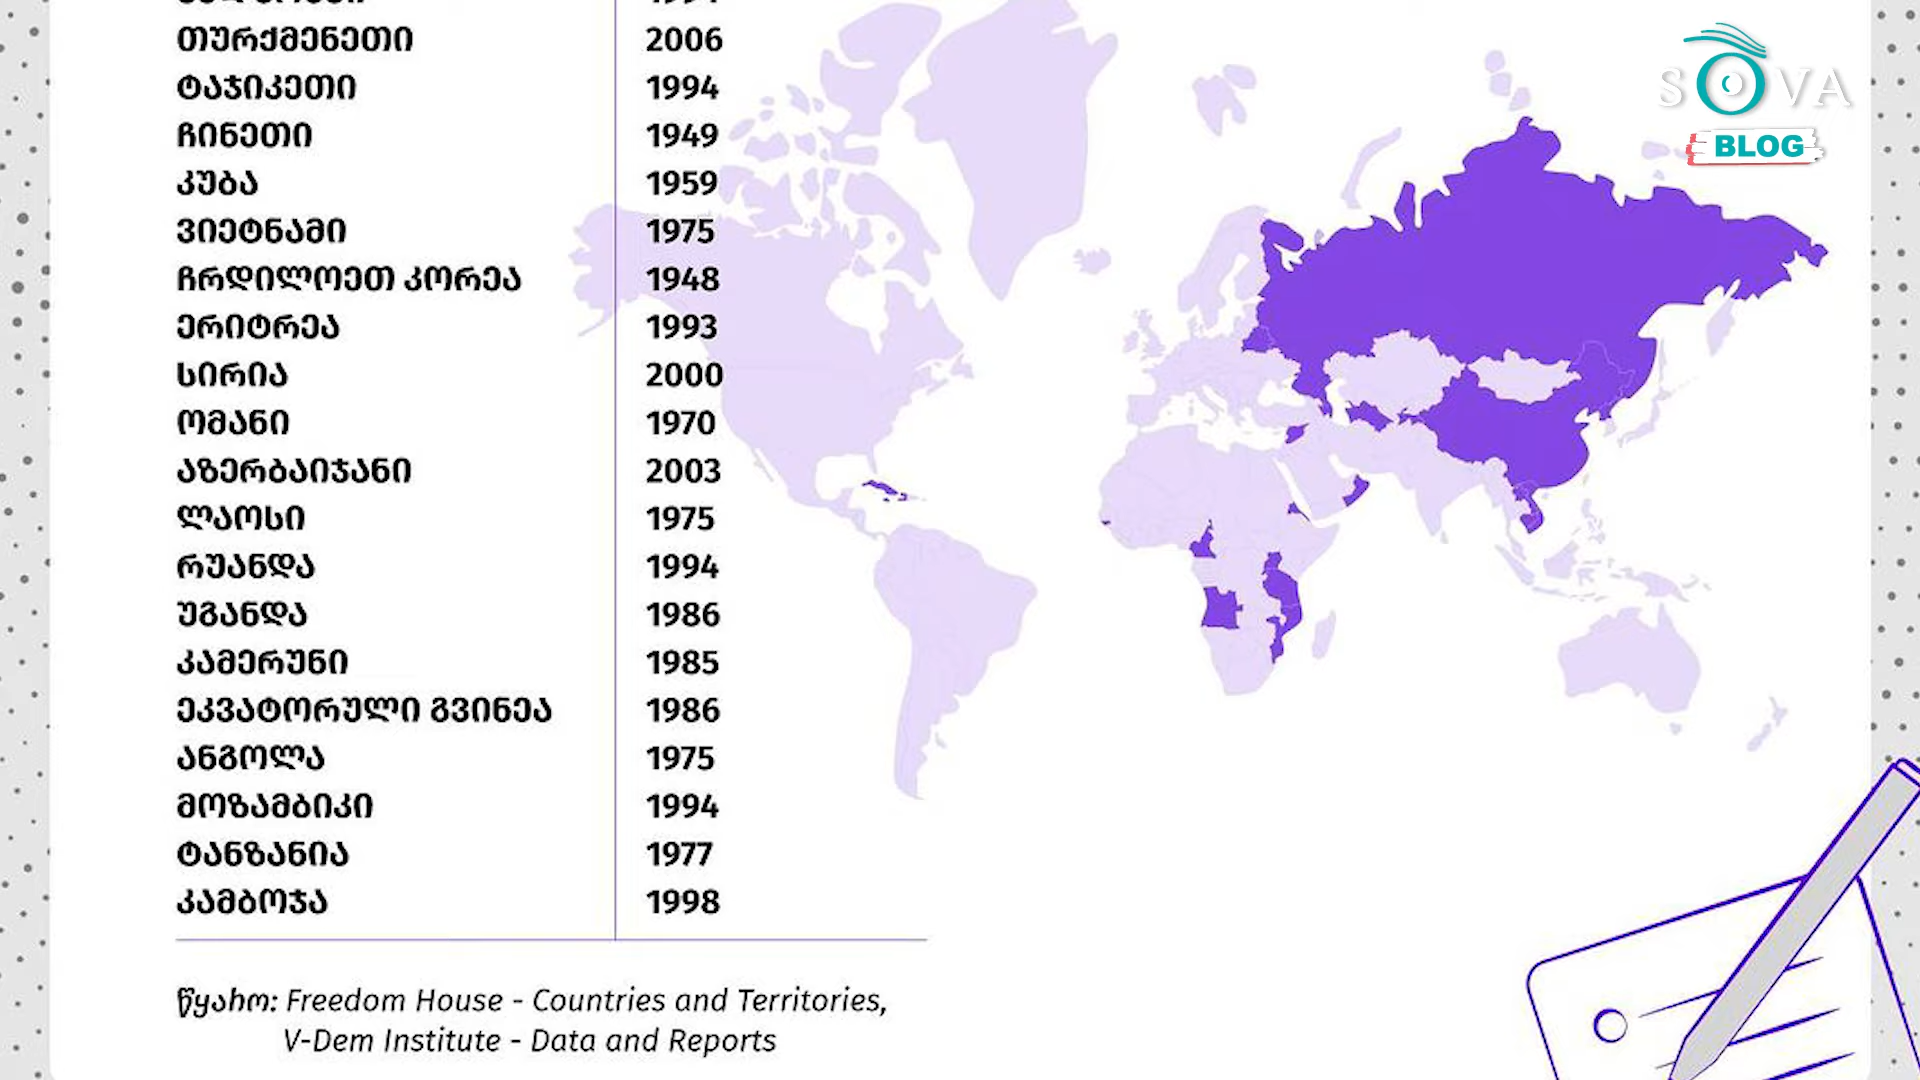 თურქმენეთი 2006
ტაჯიკეთი 1994
ჩინეთი 1949
კუბა 1959
ვიეტნამი 1975
ჩრდილოეთ კორეა 1948
ერიტრეა 1993
სირია 2000
ომანი 1970
აზერბაიჯანი 2003
ლაოსი 1975
რუანდა 1994
უგანდა 1986
კამერუნი 1985
ეკვატორული გვინეა 1986
ანგოლა 1975
მოზამბიკი 1994
ტანზანია 1977
კამბოჯა 1998
წყარო: Freedom House - Countries and Territories,
V-Dem Institute - Data and Reports
SOVA
BLOG